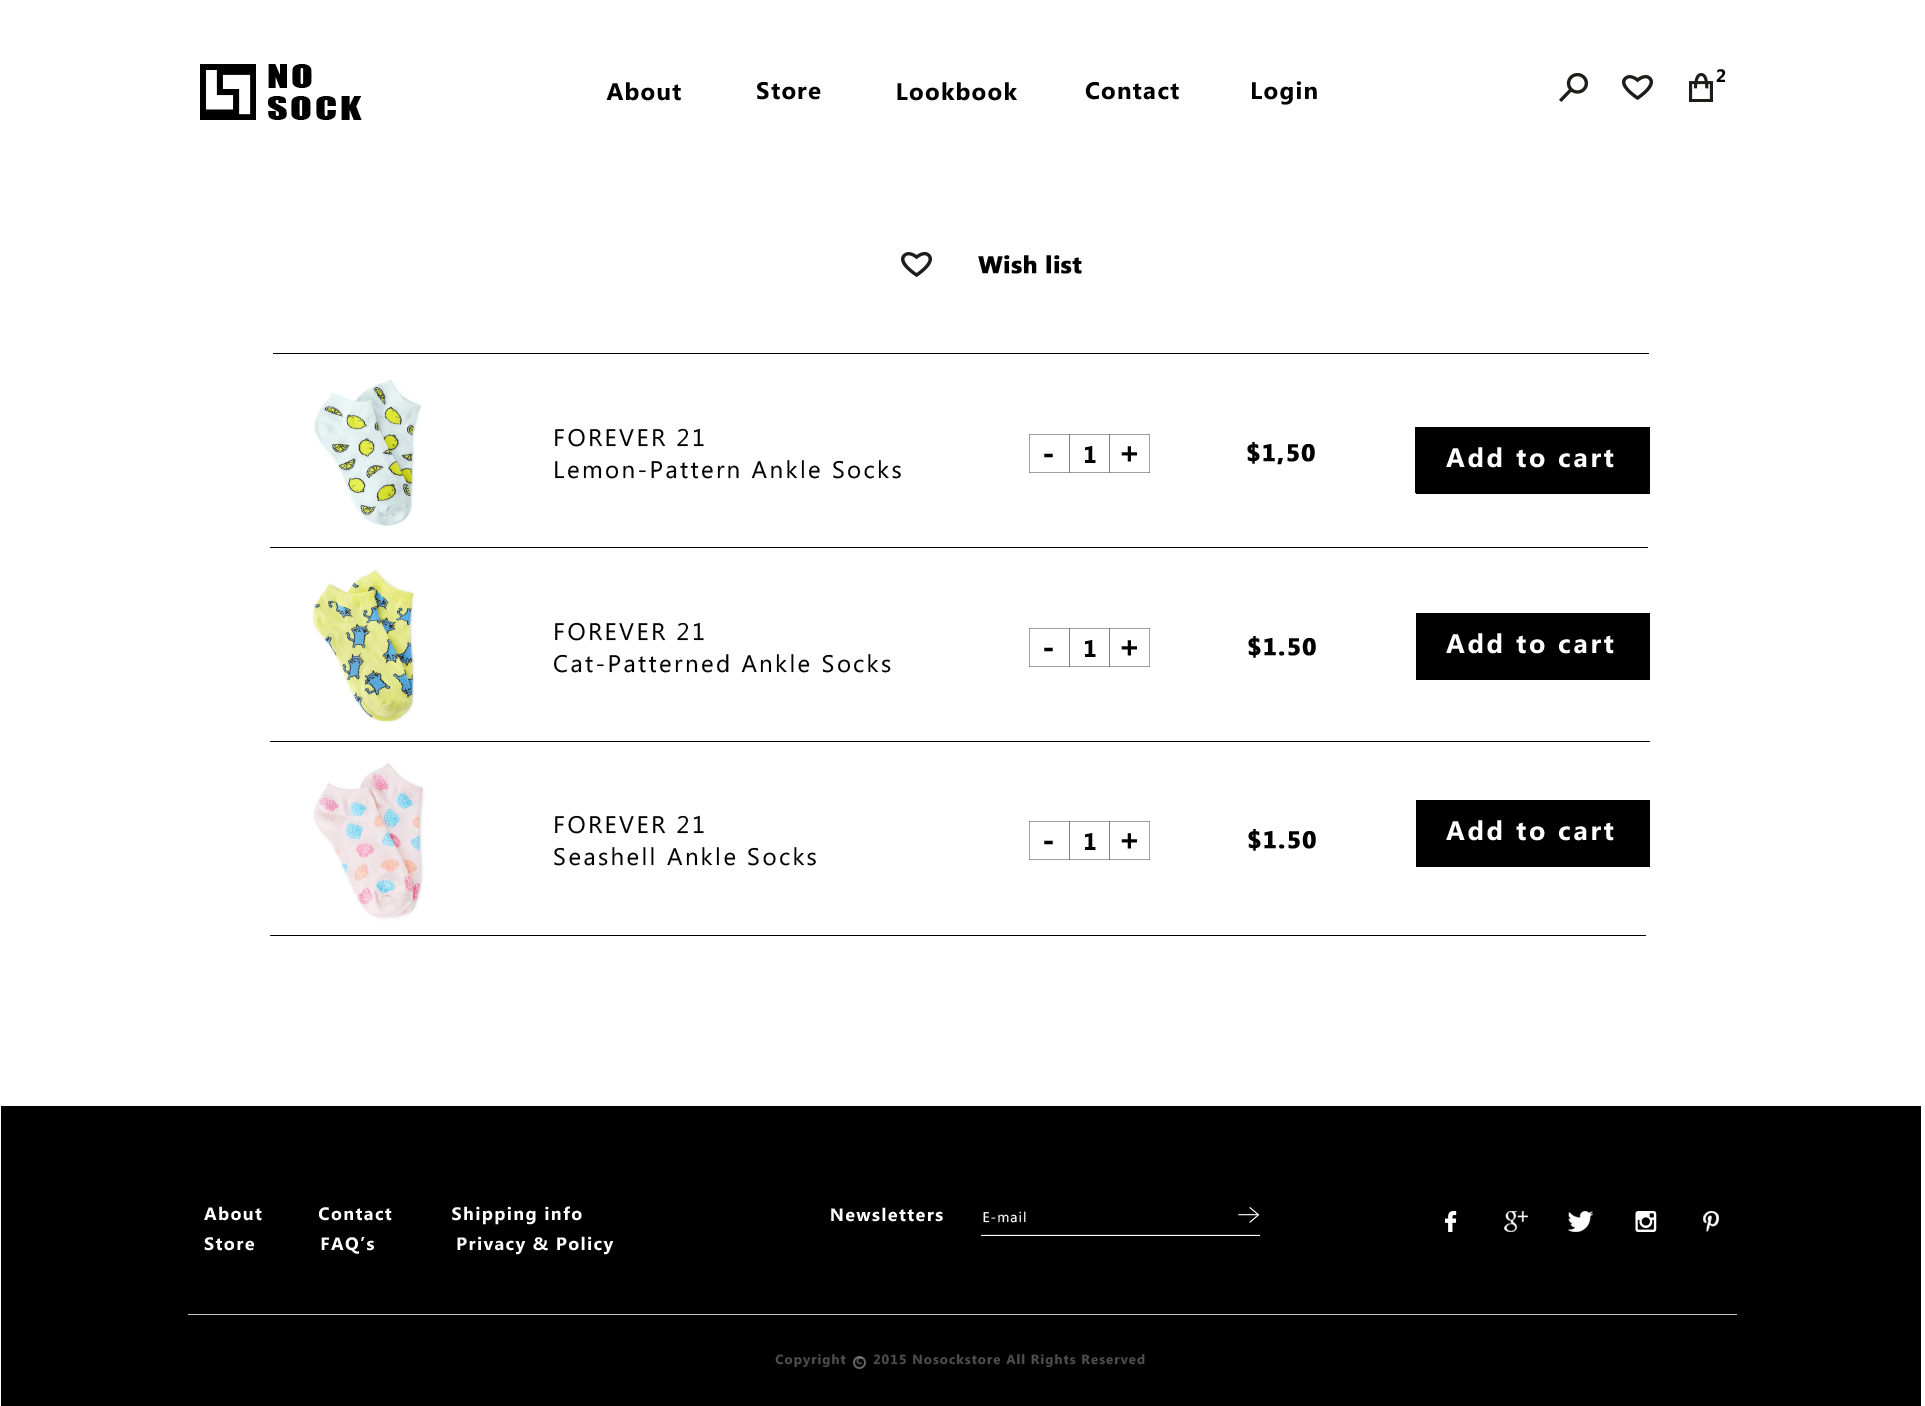 NO
SOCK
About Store Lookbook Contact Login
2
Wish list
FOREVER 21
Lemon-Pattern Ankle Socks
- 1 + $1,50 Add to cart
FOREVER 21
Cat-Patterned Ankle Socks
- 1 + $1.50 Add to cart
FOREVER 21
Seashell Ankle Socks
- 1 + $1.50 Add to cart
About Contact Shipping info
Store FAQ’s Privacy & Policy
Newsletters E-mail
g+
Copyright © 2015 Nosockstore All Rights Reserved